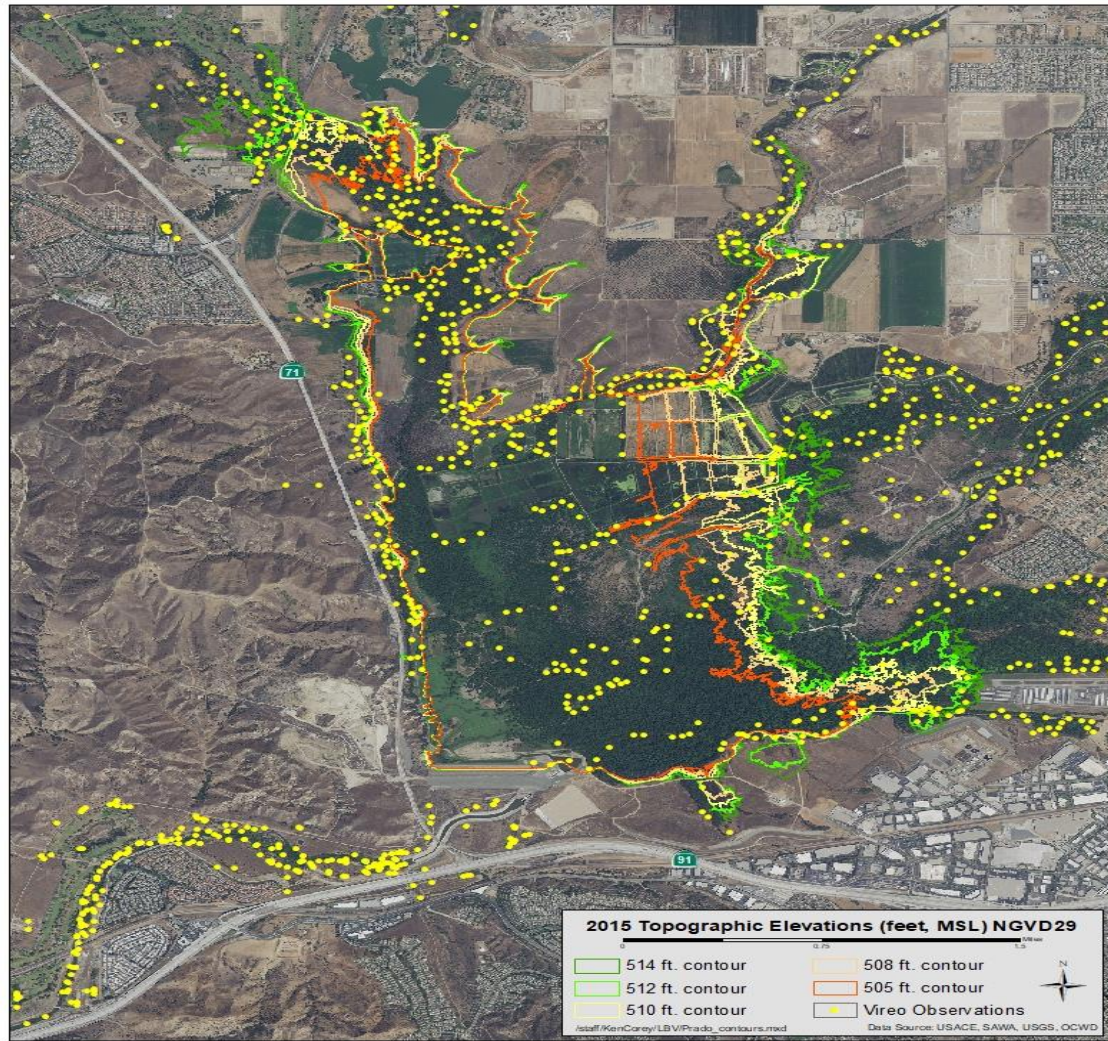 71
91
2015 Topographic Elevations (feet, MSL) NGVD29
0 0.75 1.5
Miles
514 ft. contour
508 ft. contour
512 ft. contour
505 ft. contour
510 ft. contour
Vireo Observations
/staff/KenCorey/LBV/Prado_contours.mxd
Data Source: USACE, SAWA, USGS, OCWD
N